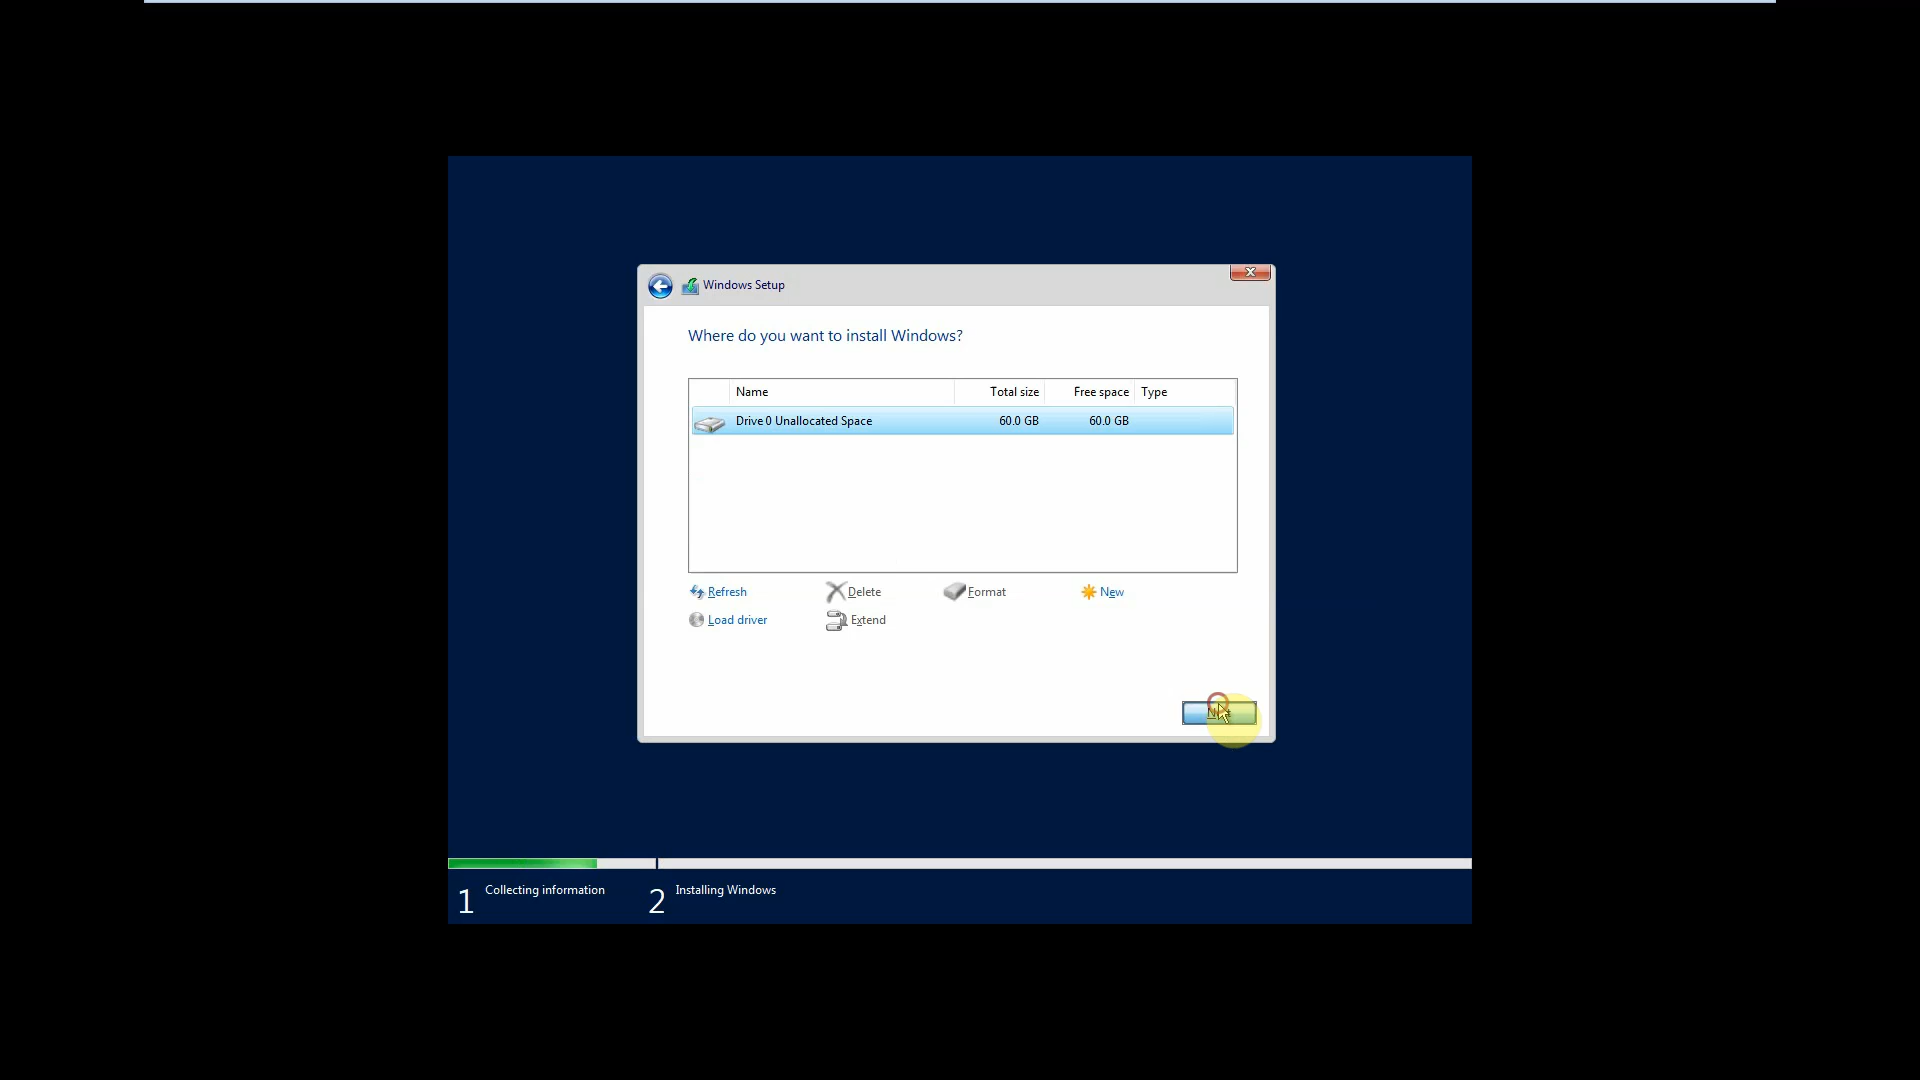 Windows Setup
Where do you want to install Windows?
Name Total size Free space Type
Drive 0 Unallocated Space 60.0 GB 60.0 GB
Refresh Delete Format New
Load driver Extend
1 Collecting information 2 Installing Windows